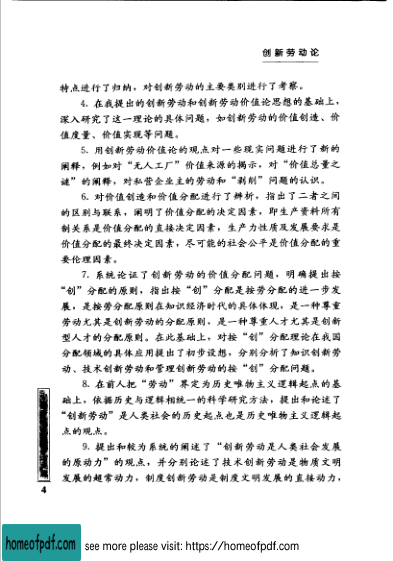 创新劳动论
特点进行了归纳，对创新劳动的主要类别进行了考察。
4. 在我提出的创新劳动和创新劳动价值论思想的基础上，
深入研究了这一理论的具体问题，如创新劳动的价值创造、价
值度量、价值实现等问题。
5. 用创新劳动价值论的观点对一些现实问题进行了新的
阐释，例如对“无人工厂”价值来源的揭示，对“价值总量之
谜”的阐释，对私营企业主的劳动和“剥削”问题的认识。
6. 对价值创造和价值分配进行了辨析，指出了二者之间
的区别与联系，阐明了价值分配的决定因素，即生产资料所有
制关系是价值分配的直接决定因素，生产力性质及发展要求是
价值分配的最终决定因素，尽可能的社会公平是价值分配的重
要伦理因素。
7. 系统论证了创新劳动的价值分配问题，明确提出按
“创”分配的原则，指出按“创”分配是按劳分配的进一步发
展，是按劳分配原则在知识经济时代的具体体现，是一种尊重
劳动尤其是创新劳动的分配原则，是一种尊重人才尤其是创新
型人才的分配原则。在此基础上，对按“创”分配理论在我国
分配领域的具体应用提出了初步设想，分别分析了知识创新劳
动、技术创新劳动和管理创新劳动的按“创”分配问题。
8. 在前人把“劳动”界定为历史唯物主义逻辑起点的基
础上，依据历史与逻辑相统一的科学研究方法，提出和论述了
“创新劳动”是人类社会的历史起点也是历史唯物主义逻辑起
点的观点。
9. 提出和较为系统的阐述了“创新劳动是人类社会发展
的原动力”的观点，并分别论述了技术创新劳动是物质文明
发展的超常动力，制度创新劳动是制度文明发展的直接动力，
4
homeofpdf.com
see more please visit: https://homeofpdf.com